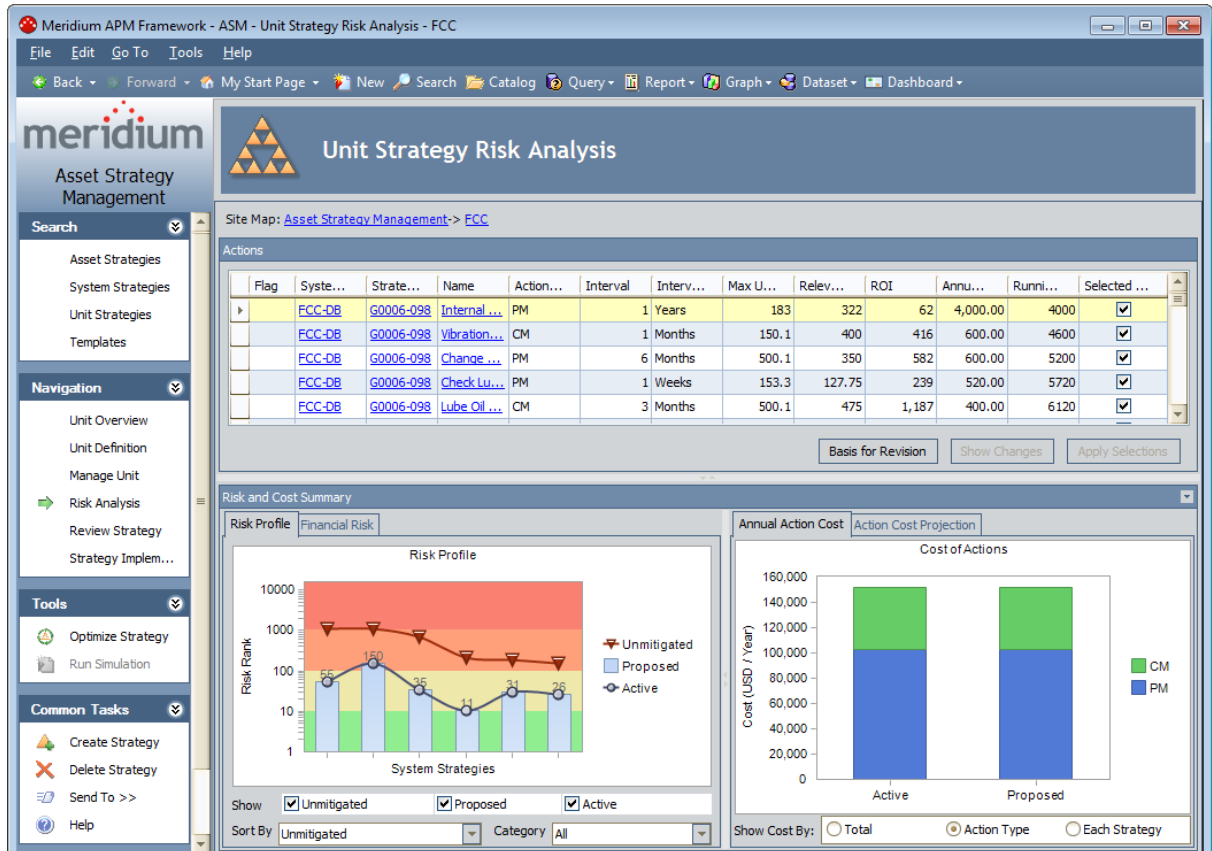 Meridium APM Framework - ASM - Unit Strategy Risk Analysis - FCC
File Edit Go To Tools Help
Back Forward My Start Page New Search Catalog Query Report Graph Dataset Dashboard
meridium
Asset Strategy
Management
Search
Asset Strategies
System Strategies
Unit Strategies
Templates
Navigation
Unit Overview
Unit Definition
Manage Unit
Risk Analysis
Review Strategy
Strategy Implem...
Tools
Optimize Strategy
Run Simulation
Common Tasks
Create Strategy
Delete Strategy
Send To >>
Help
Unit Strategy Risk Analysis
Site Map: Asset Strategy Management-> FCC
Actions
Flag Syste... Strate... Name Action... Interval Interv... Max U... Relev... ROI Annu... Runni... Selected ...
FCC-DB G0006-098 Internal ... PM 1 Years 183 322 62 4,000.00 4000
FCC-DB G0006-098 Vibration... CM 1 Months 150.1 400 416 600.00 4600
FCC-DB G0006-098 Change ... PM 6 Months 500.1 350 582 600.00 5200
FCC-DB G0006-098 Check Lu... PM 1 Weeks 153.3 127.75 239 520.00 5720
FCC-DB G0006-098 Lube Oil ... CM 3 Months 500.1 475 1,187 400.00 6120
Basis for Revision Show Changes Apply Selections
Risk and Cost Summary
Risk Profile Financial Risk
Risk Profile
Risk Rank
10000
1000
100
10
1
55 150 35 11 31 26
System Strategies
Unmitigated
Proposed
Active
Show Unmitigated Proposed Active
Sort By Unmitigated Category All
Annual Action Cost Action Cost Projection
Cost of Actions
Cost (USD / Year)
160,000
140,000
120,000
100,000
80,000
60,000
40,000
20,000
0
Active Proposed
CM
PM
Show Cost By: Total Action Type Each Strategy